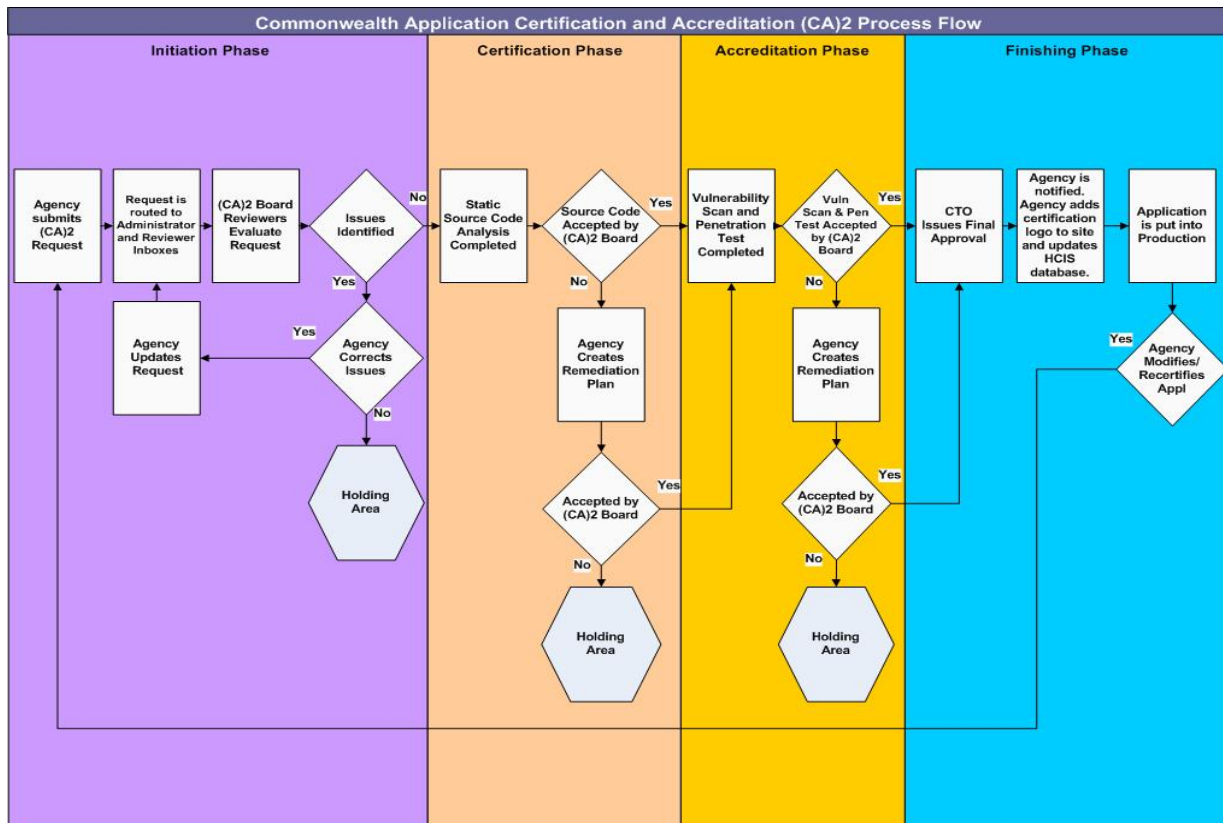 Commonwealth Application Certification and Accreditation (CA)2 Process Flow
Initiation Phase
Certification Phase
Accreditation Phase
Finishing Phase
Agency
submits
(CA)2
Request
Request is
routed to
Administrator
and Reviewer
Inboxes
(CA)2 Board
Reviewers
Evaluate
Request
Issues
Identified
No
Yes
Agency
Corrects
Issues
Yes
Agency
Updates
Request
No
Holding
Area
Static
Source Code
Analysis
Completed
Source Code
Accepted by
(CA)2 Board
Yes
No
Agency
Creates
Remediation
Plan
Accepted by
(CA)2 Board
Yes
No
Holding
Area
Vulnerability
Scan and
Penetration
Test
Completed
Vuln
Scan & Pen
Test Accepted
by (CA)2
Board
Yes
No
Agency
Creates
Remediation
Plan
Accepted by
(CA)2 Board
Yes
No
Holding
Area
CTO
Issues Final
Approval
Agency is
notified.
Agency adds
certification
logo to site
and updates
HCIS
database.
Application
is put into
Production
Yes
Agency
Modifies/
Recertifies
Appl